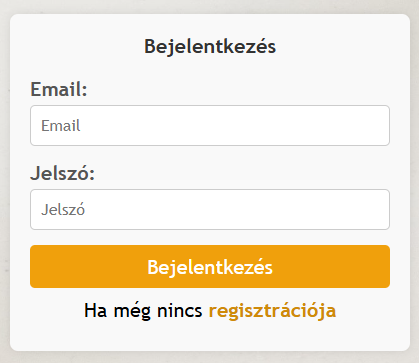 Bejelentkezés
Email:
Email
Jelszó:
Jelszó
Bejelentkezés
Ha még nincs regisztrációja